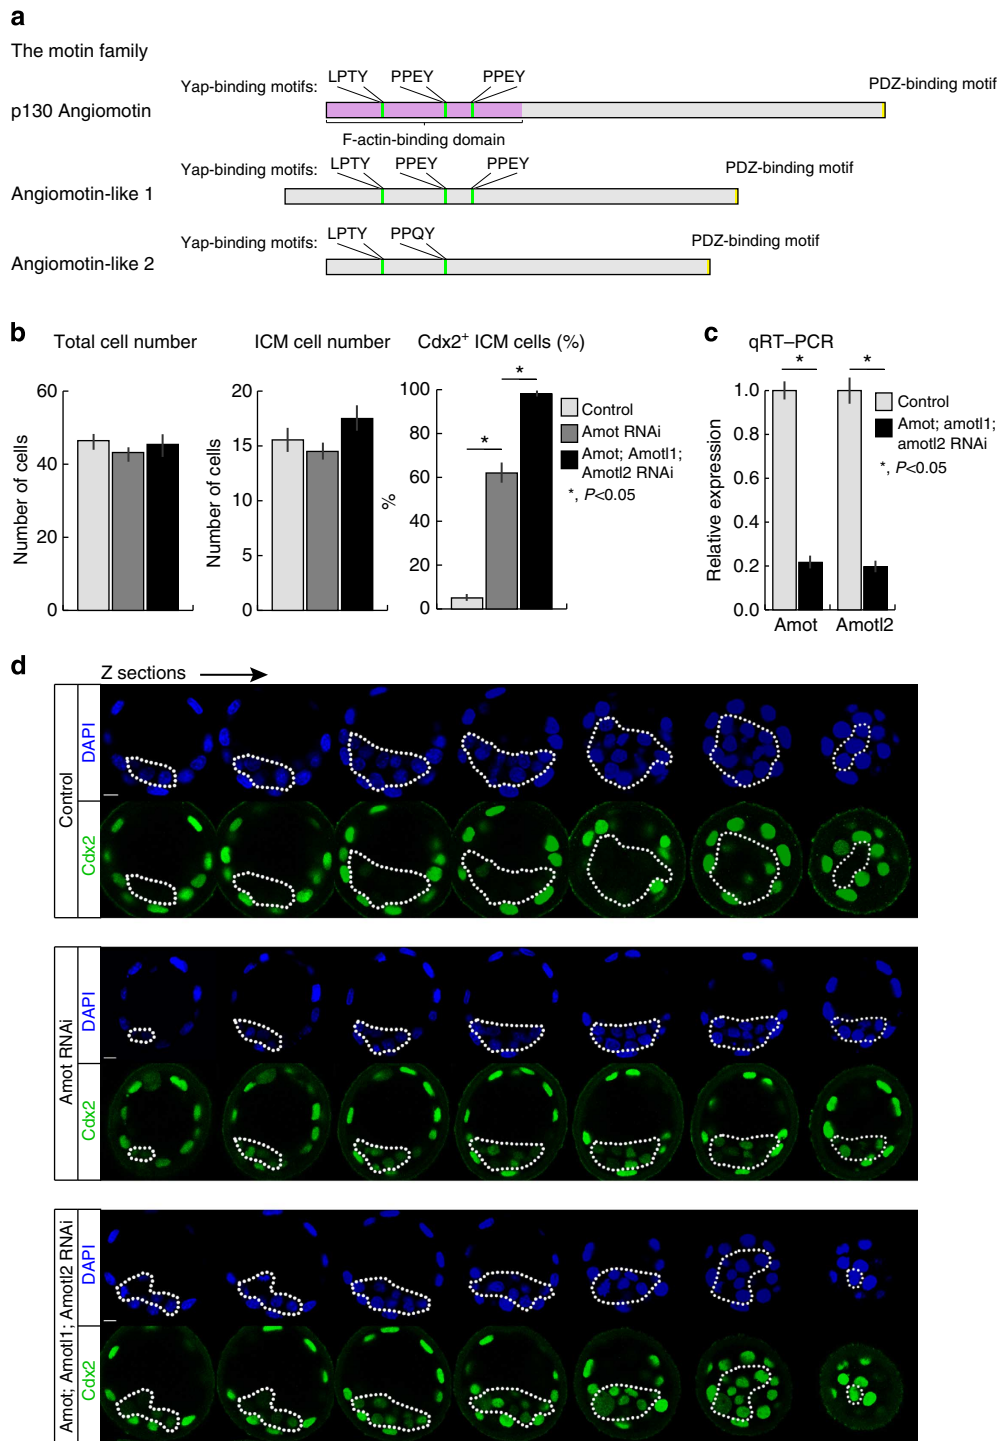 a
The motin family
Yap-binding motifs: LPTY PPEY PPEY PDZ-binding motif
p130 Angiomotin
F-actin-binding domain
Yap-binding motifs: LPTY PPEY PPEY PDZ-binding motif
Angiomotin-like 1
Yap-binding motifs: LPTY PPQY PDZ-binding motif
Angiomotin-like 2
b
Total cell number
Number of cells
60
40
20
0
ICM cell number
Number of cells
20
15
10
5
0
Cdx2+ ICM cells (%)
%
100
80
60
40
20
0
*
*
Control
Amot RNAi
Amot; Amotl1;
Amotl2 RNAi
*, P<0.05
c
qRT–PCR
Relative expression
1.0
0.8
0.6
0.4
0.2
0.0
*
*
Amot
Amotl2
Control
Amot; amotl1;
amotl2 RNAi
*, P<0.05
d
Z sections
Control
DAPI
Cdx2
Amot RNAi
DAPI
Cdx2
Amot; Amotl1; Amotl2 RNAi
DAPI
Cdx2